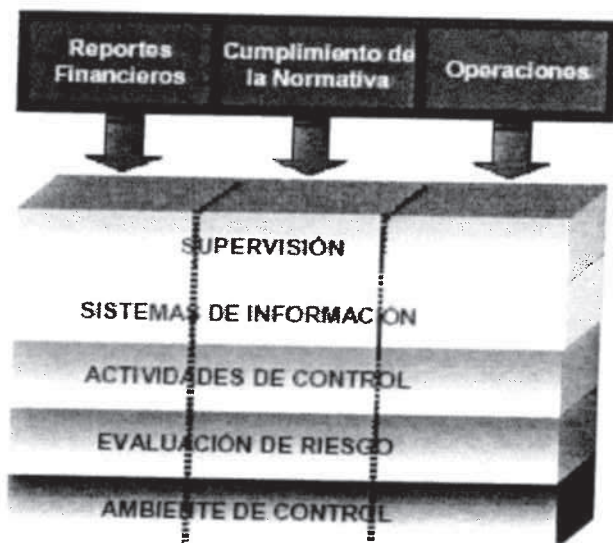 Reportes
Financieros
Cumplimiento de
la Normativa
Operaciones
SUPERVISIÓN
SISTEMAS DE INFORMACIÓN
ACTIVIDADES DE CONTROL
EVALUACIÓN DE RIESGO
AMBIENTE DE CONTROL